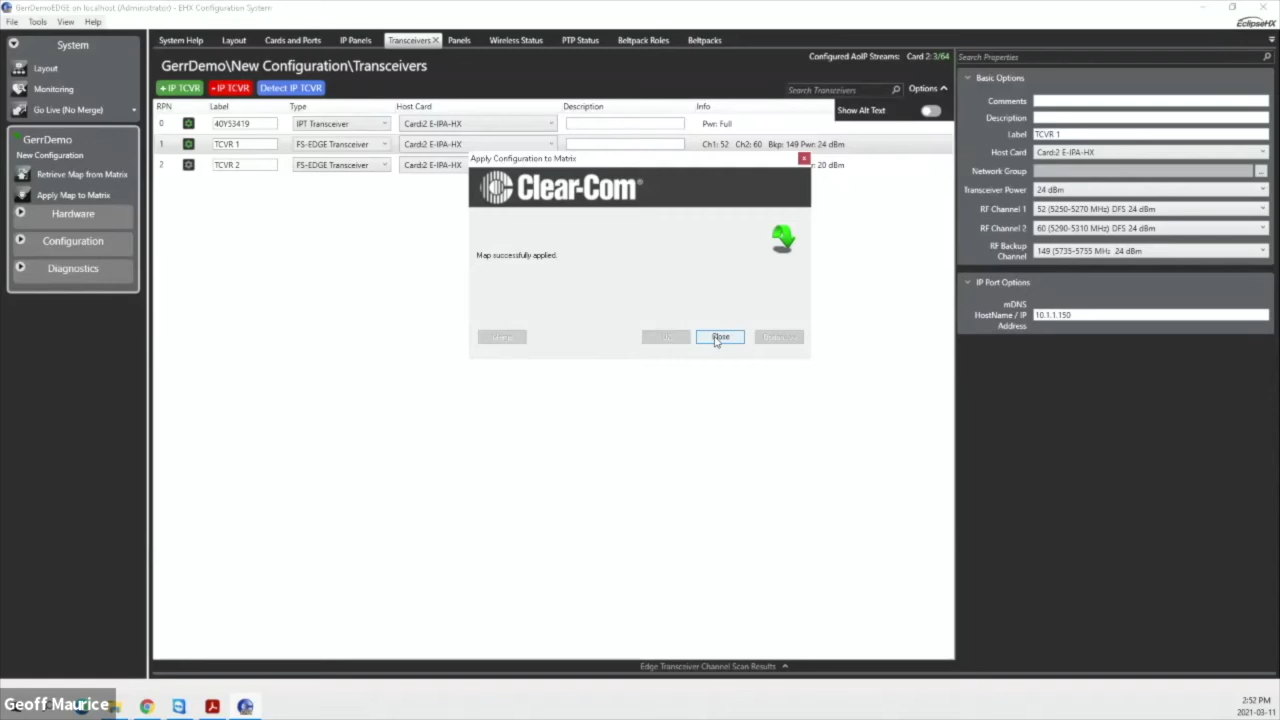 GerrDemoEDGE on localhost (Administrator) - EHX Configuration System
File Tools View Help
EclipseHX
System
Layout
Monitoring
Go Live (No Merge)
GerrDemo
New Configuration
Retrieve Map from Matrix
Apply Map to Matrix
Hardware
Configuration
Diagnostics
System Help Layout Cards and Ports IP Panels Transceivers X Panels Wireless Status PTP Status Beltpack Roles Beltpacks
GerrDemo\New Configuration\Transceivers
Configured AoIP Streams: Card 2: 3/64
+ IP TCVR - IP TCVR Detect IP TCVR
Search Transceivers Options
Show Alt Text
RPN Label Type Host Card Description Info
0 40Y53419 IPT Transceiver Card:2 E-IPA-HX Pwr: Full
1 TCVR 1 FS-EDGE Transceiver Card:2 E-IPA-HX Ch1: 52 Ch2: 60 Bkp: 149 Pwr: 24 dBm
2 TCVR 2 FS-EDGE Transceiver Card:2 E-IPA-HX 20 dBm
Apply Configuration to Matrix
Clear-Com
Map successfully applied.
Close
Edge Transceiver Channel Scan Results
Search Properties
Basic Options
Comments
Description
Label TCVR 1
Host Card Card:2 E-IPA-HX
Network Group ...
Transceiver Power 24 dBm
RF Channel 1 52 (5250-5270 MHz) DFS 24 dBm
RF Channel 2 60 (5290-5310 MHz) DFS 24 dBm
RF Backup Channel 149 (5735-5755 MHz 24 dBm
IP Port Options
mDNS HostName / IP Address 10.1.1.150
Geoff Maurice
2:52 PM
2021-03-11